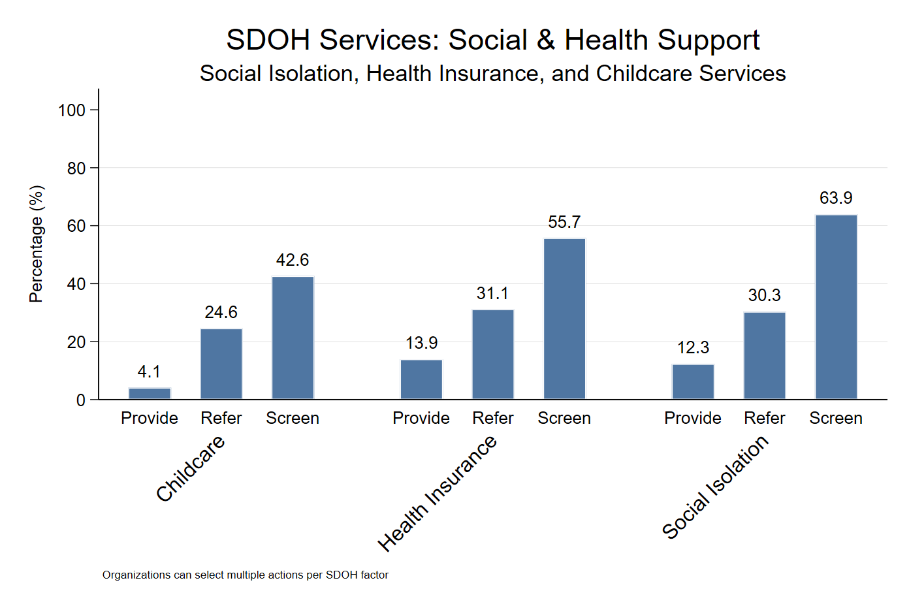 SDOH Services: Social & Health Support
Social Isolation, Health Insurance, and Childcare Services
Percentage (%)
100
80
60
40
20
0
4.1
24.6
42.6
13.9
31.1
55.7
12.3
30.3
63.9
Provide Refer Screen Provide Refer Screen Provide Refer Screen
Childcare
Health Insurance
Social Isolation
Organizations can select multiple actions per SDOH factor